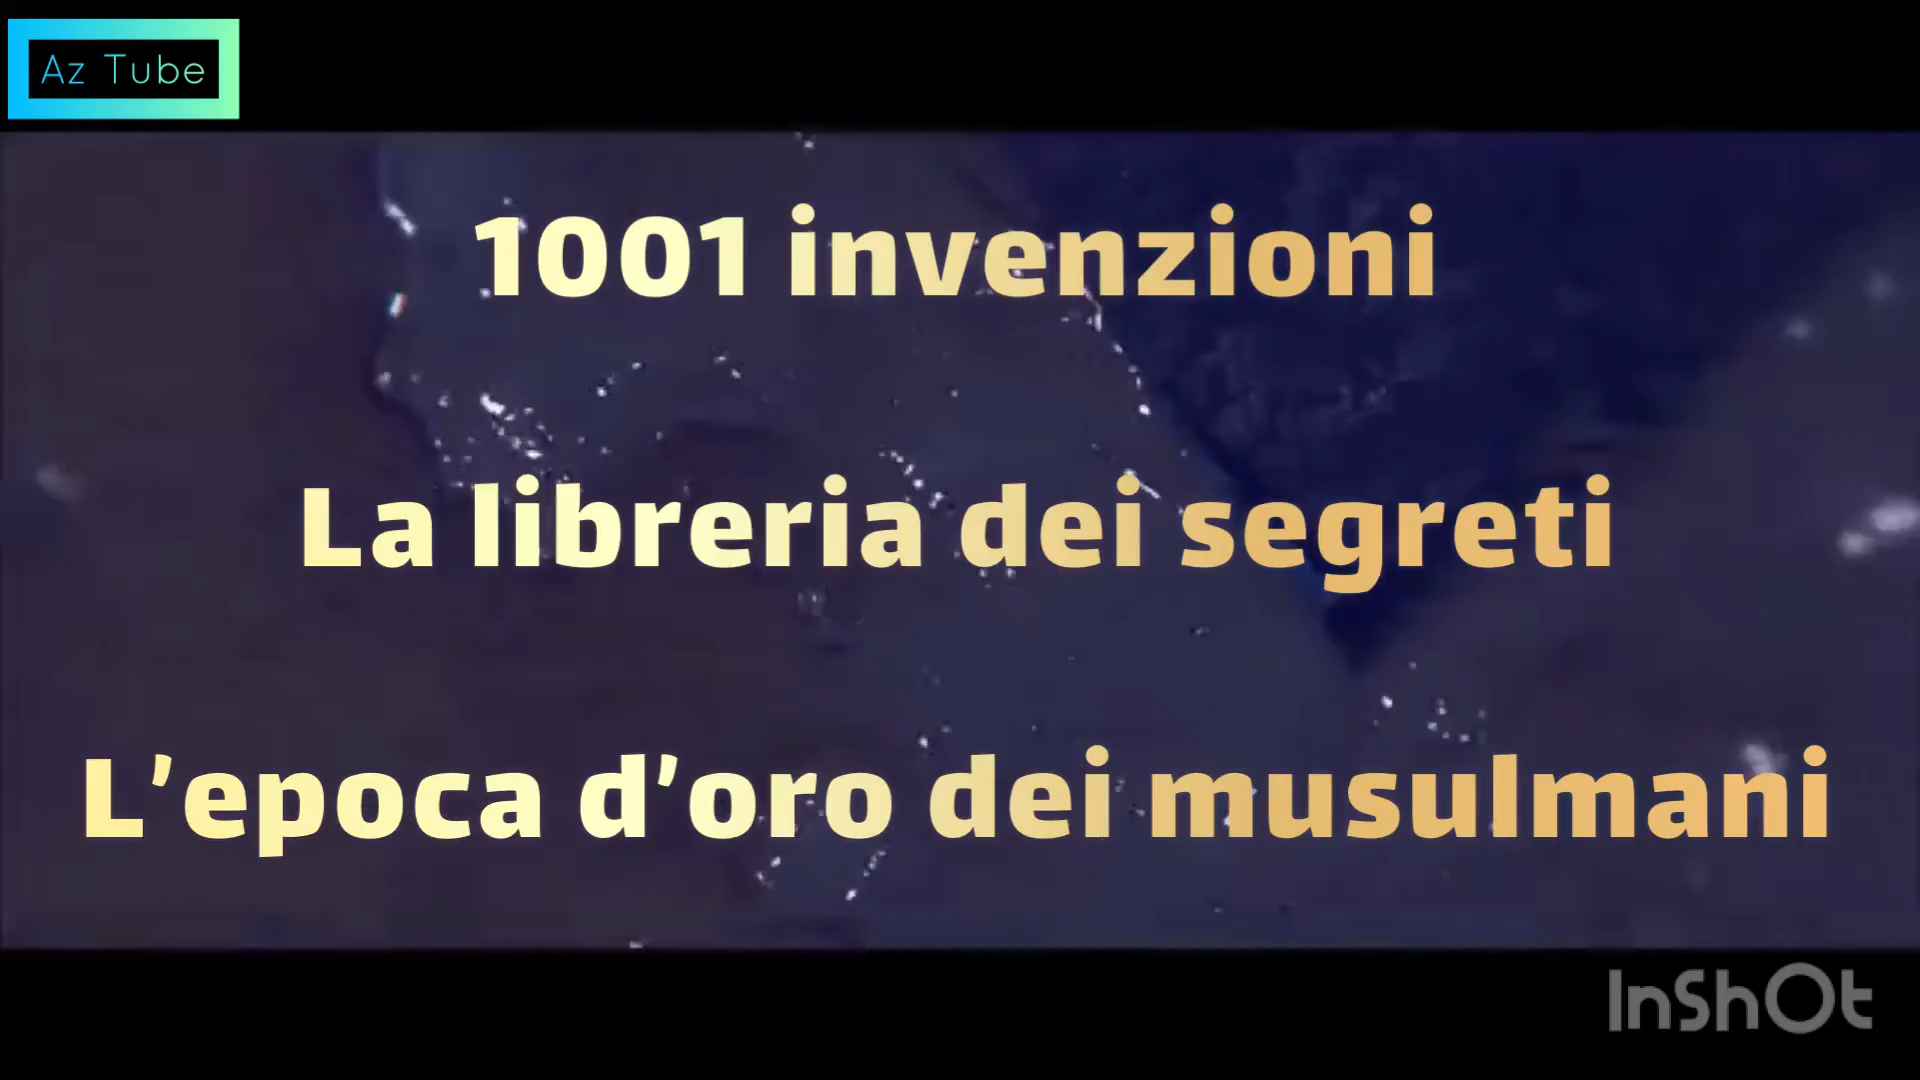 Az Tube
1001 invenzioni
La libreria dei segreti
L'epoca d'oro dei musulmani
InShOt